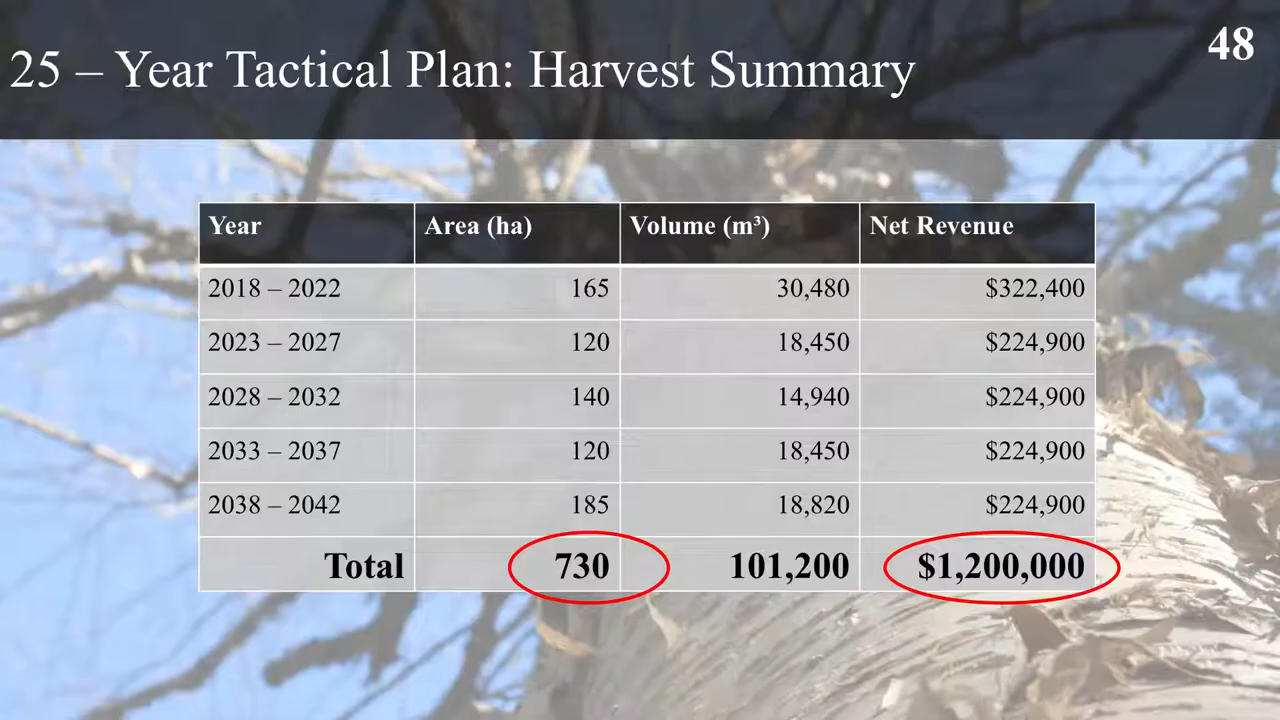 25 – Year Tactical Plan: Harvest Summary
48
Year Area (ha) Volume (m³) Net Revenue
2018 – 2022 165 30,480 $322,400
2023 – 2027 120 18,450 $224,900
2028 – 2032 140 14,940 $224,900
2033 – 2037 120 18,450 $224,900
2038 – 2042 185 18,820 $224,900
Total 730 101,200 $1,200,000